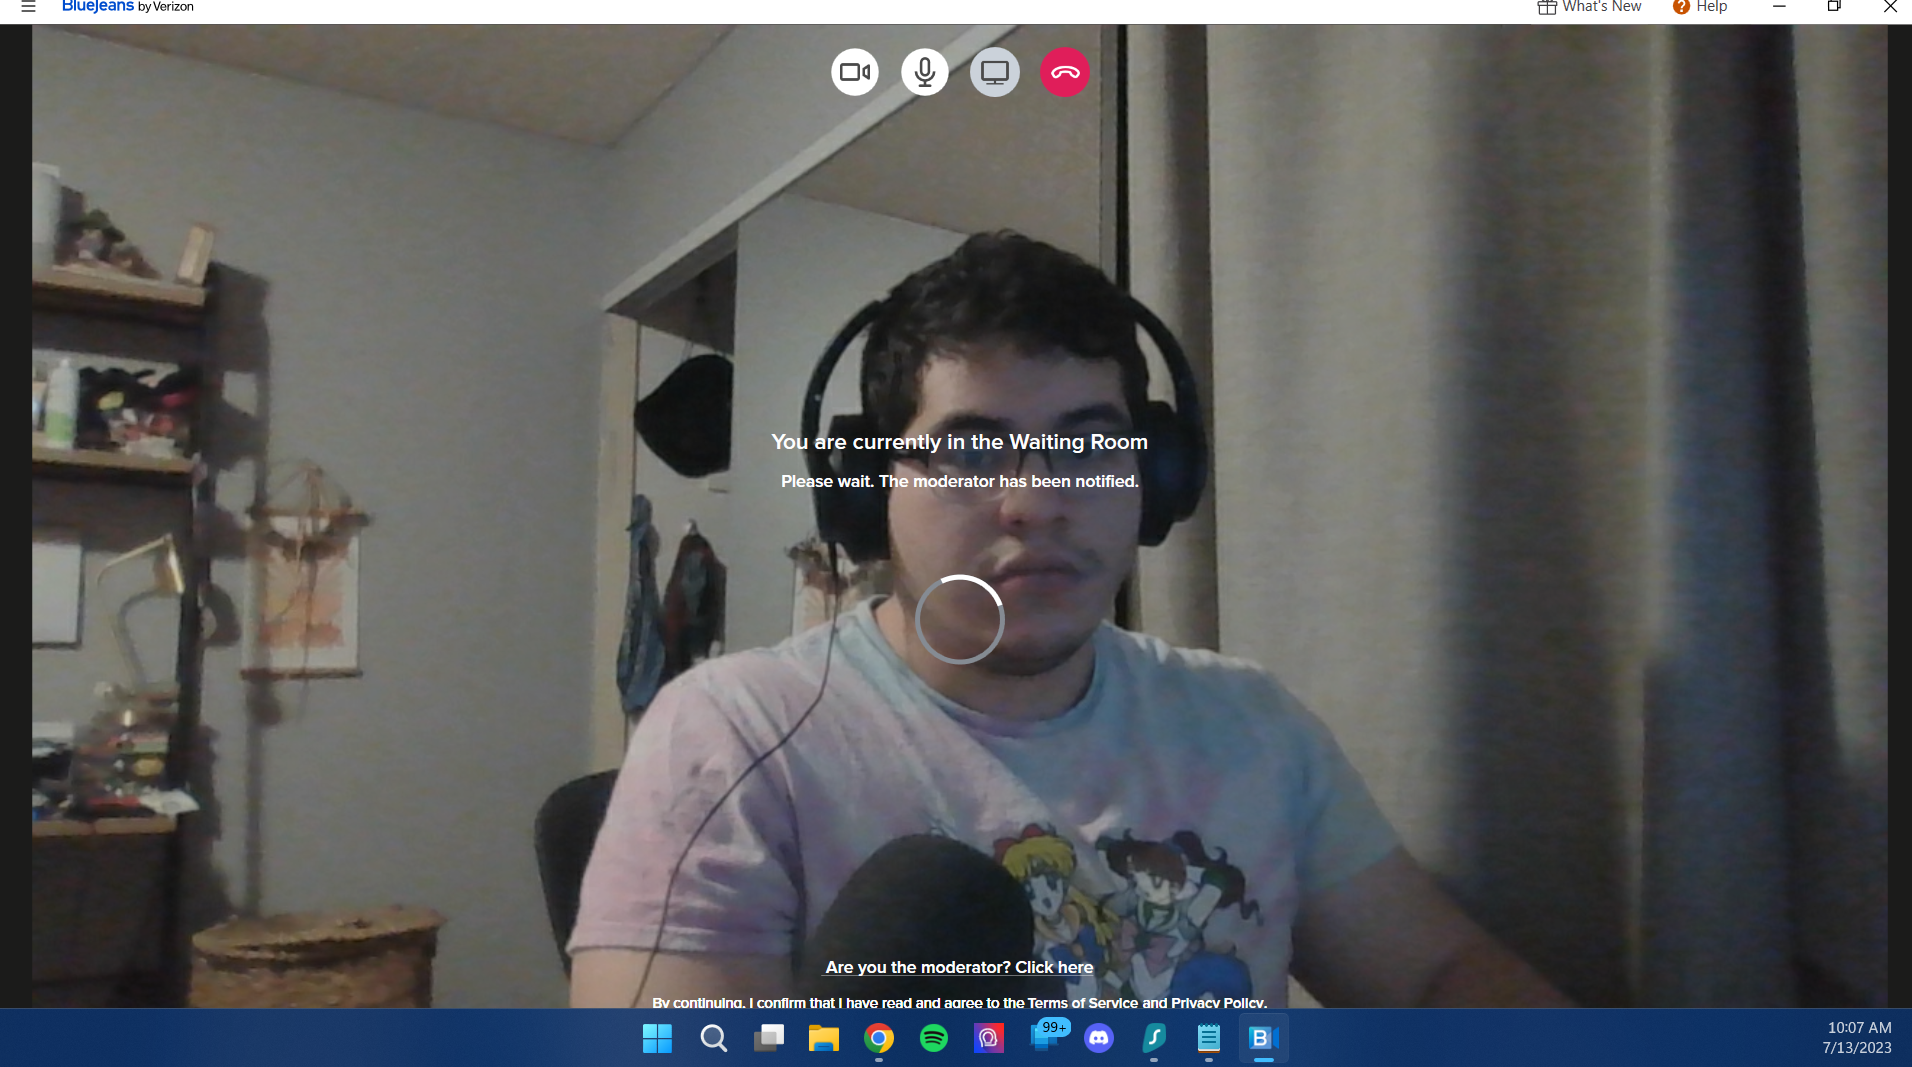 BlueJeans by Verizon
What's New
? Help
You are currently in the Waiting Room
Please wait. The moderator has been notified.
Are you the moderator? Click here
By continuing, I confirm that I have read and agree to the Terms of Service and Privacy Policy.
99+
B
10:07 AM
7/13/2023